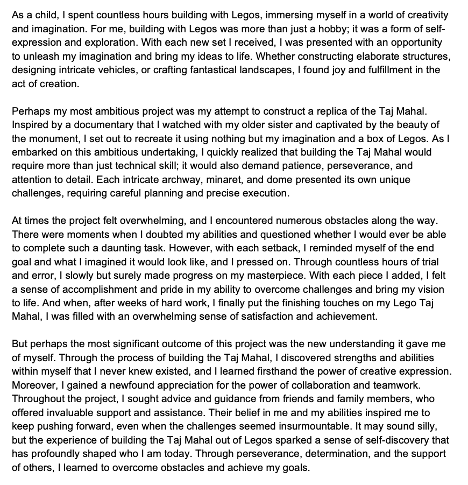 As a child, I spent countless hours building with Legos, immersing myself in a world of creativity
and imagination. For me, building with Legos was more than just a hobby; it was a form of self-
expression and exploration. With each new set I received, I was presented with an opportunity
to unleash my imagination and bring my ideas to life. Whether constructing elaborate structures,
designing intricate vehicles, or crafting fantastical landscapes, I found joy and fulfillment in the
act of creation.

Perhaps my most ambitious project was my attempt to construct a replica of the Taj Mahal.
Inspired by a documentary that I watched with my older sister and captivated by the beauty of
the monument, I set out to recreate it using nothing but my imagination and a box of Legos. As
I embarked on this ambitious undertaking, I quickly realized that building the Taj Mahal would
require more than just technical skill; it would also demand patience, perseverance, and
attention to detail. Each intricate archway, minaret, and dome presented its own unique
challenges, requiring careful planning and precise execution.

At times the project felt overwhelming, and I encountered numerous obstacles along the way.
There were moments when I doubted my abilities and questioned whether I would ever be able
to complete such a daunting task. However, with each setback, I reminded myself of the end
goal and what I imagined it would look like, and I pressed on. Through countless hours of trial
and error, I slowly but surely made progress on my masterpiece. With each piece I added, I felt
a sense of accomplishment and pride in my ability to overcome challenges and bring my vision
to life. And when, after weeks of hard work, I finally put the finishing touches on my Lego Taj
Mahal, I was filled with an overwhelming sense of satisfaction and achievement.

But perhaps the most significant outcome of this project was the new understanding it gave me
of myself. Through the process of building the Taj Mahal, I discovered strengths and abilities
within myself that I never knew existed, and I learned firsthand the power of creative expression.
Moreover, I gained a newfound appreciation for the power of collaboration and teamwork.
Throughout the project, I sought advice and guidance from friends and family members, who
offered invaluable support and assistance. Their belief in me and my abilities inspired me to
keep pushing forward, even when the challenges seemed insurmountable. It may sound silly,
but the experience of building the Taj Mahal out of Legos sparked a sense of self-discovery that
has profoundly shaped who I am today. Through perseverance, determination, and the support
of others, I learned to overcome obstacles and achieve my goals.